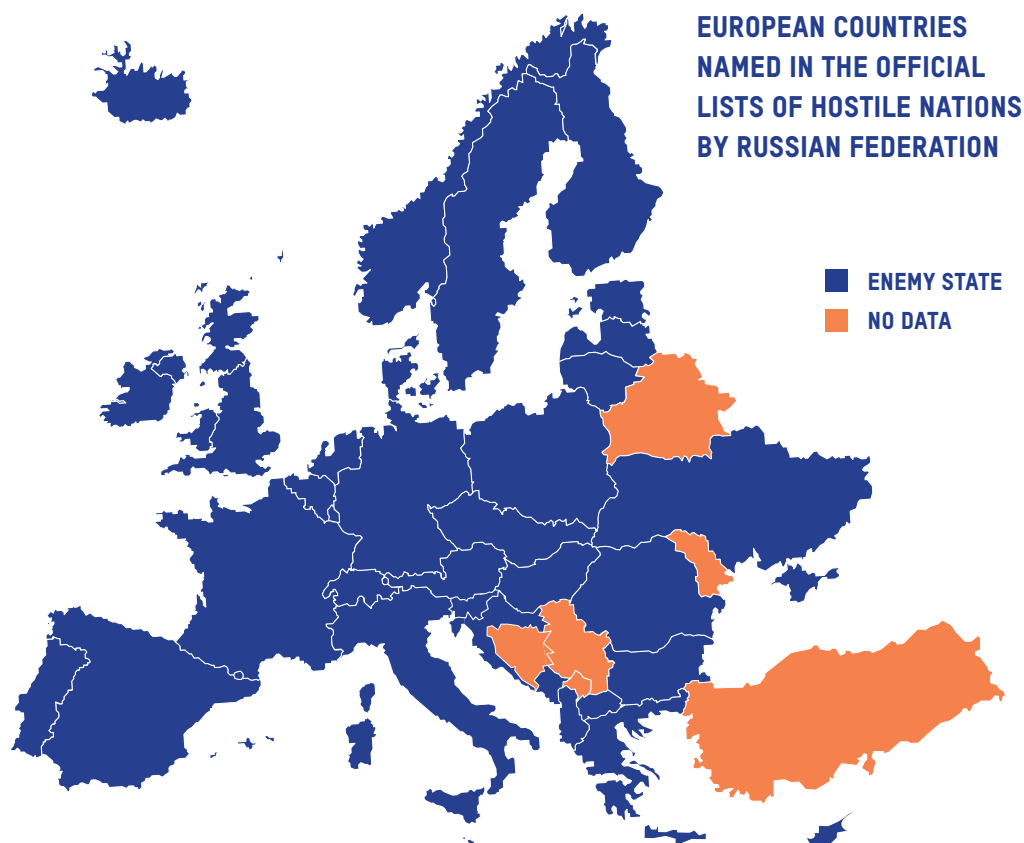 EUROPEAN COUNTRIES
NAMED IN THE OFFICIAL
LISTS OF HOSTILE NATIONS
BY RUSSIAN FEDERATION
ENEMY STATE
NO DATA